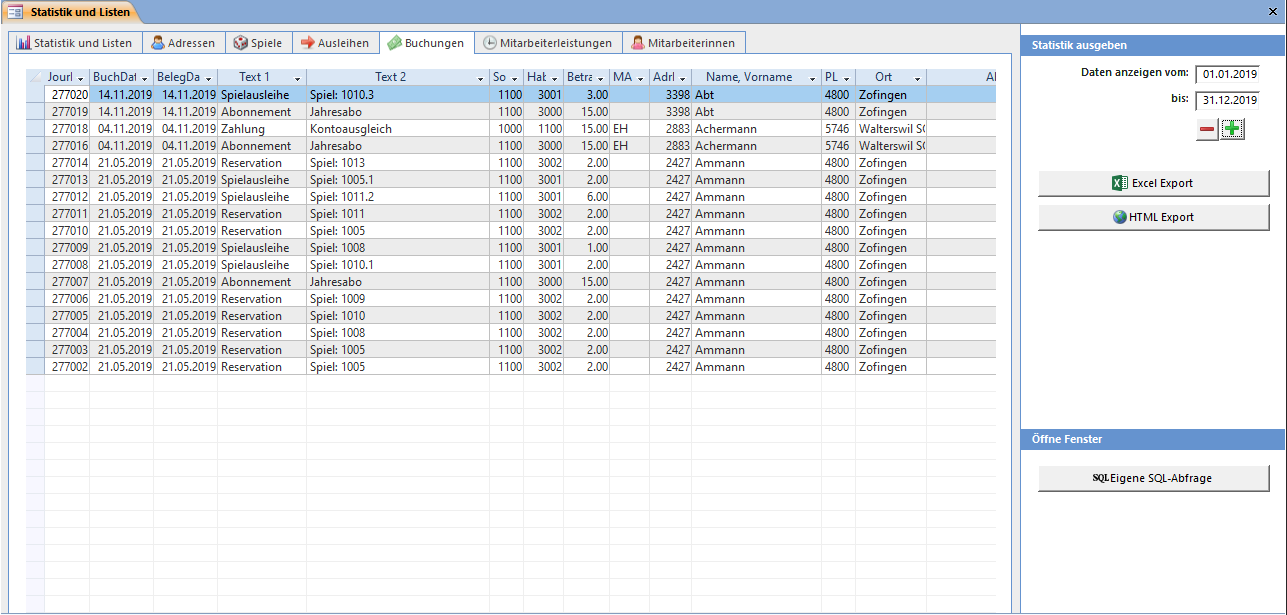 Statistik und Listen
Statistik und Listen Adressen Spiele Ausleihen Buchungen Mitarbeiterleistungen Mitarbeiterinnen
Jourl BuchDat BelegDa Text 1 Text 2 So Hab Betra MA Adrl Name, Vorname PL Ort Al
277020 14.11.2019 14.11.2019 Spielausleihe Spiel: 1010.3 1100 3001 3.00 3398 Abt 4800 Zofingen
277019 14.11.2019 14.11.2019 Abonnement Jahresabo 1100 3000 15.00 3398 Abt 4800 Zofingen
277018 04.11.2019 04.11.2019 Zahlung Kontoausgleich 1000 1100 15.00 EH 2883 Achermann 5746 Walterswil SO
277016 04.11.2019 04.11.2019 Abonnement Jahresabo 1100 3000 15.00 EH 2883 Achermann 5746 Walterswil SO
277014 21.05.2019 21.05.2019 Reservation Spiel: 1013 1100 3002 2.00 2427 Ammann 4800 Zofingen
277013 21.05.2019 21.05.2019 Spielausleihe Spiel: 1005.1 1100 3001 2.00 2427 Ammann 4800 Zofingen
277012 21.05.2019 21.05.2019 Spielausleihe Spiel: 1011.2 1100 3001 6.00 2427 Ammann 4800 Zofingen
277011 21.05.2019 21.05.2019 Reservation Spiel: 1011 1100 3002 2.00 2427 Ammann 4800 Zofingen
277010 21.05.2019 21.05.2019 Reservation Spiel: 1005 1100 3002 2.00 2427 Ammann 4800 Zofingen
277009 21.05.2019 21.05.2019 Spielausleihe Spiel: 1008 1100 3001 1.00 2427 Ammann 4800 Zofingen
277008 21.05.2019 21.05.2019 Spielausleihe Spiel: 1010.1 1100 3001 2.00 2427 Ammann 4800 Zofingen
277007 21.05.2019 21.05.2019 Abonnement Jahresabo 1100 3000 15.00 2427 Ammann 4800 Zofingen
277006 21.05.2019 21.05.2019 Reservation Spiel: 1009 1100 3002 2.00 2427 Ammann 4800 Zofingen
277005 21.05.2019 21.05.2019 Reservation Spiel: 1010 1100 3002 2.00 2427 Ammann 4800 Zofingen
277004 21.05.2019 21.05.2019 Reservation Spiel: 1008 1100 3002 2.00 2427 Ammann 4800 Zofingen
277003 21.05.2019 21.05.2019 Reservation Spiel: 1005 1100 3002 2.00 2427 Ammann 4800 Zofingen
277002 21.05.2019 21.05.2019 Reservation Spiel: 1005 1100 3002 2.00 2427 Ammann 4800 Zofingen
Statistik ausgeben
Daten anzeigen vom: 01.01.2019
bis: 31.12.2019
Excel Export
HTML Export
Öffne Fenster
SQL Eigene SQL-Abfrage